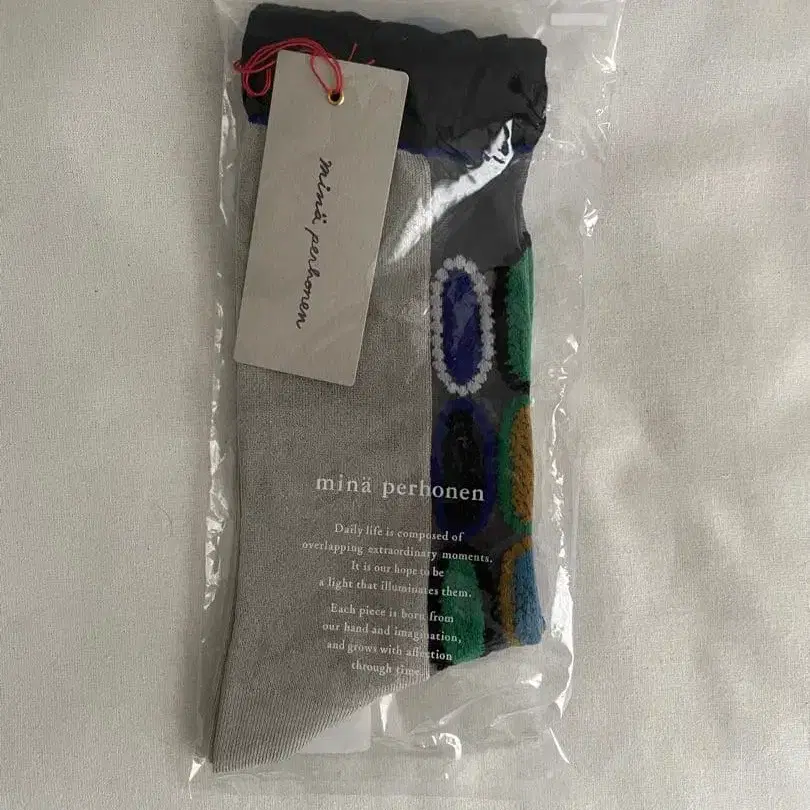 minä perhonen
minä perhonen
Daily life is composed of
overlapping extraordinary moments.
It is our hope to be
a light that illuminates them.
Each piece is born from
our hand and imagination,
and grows with affection
through time.